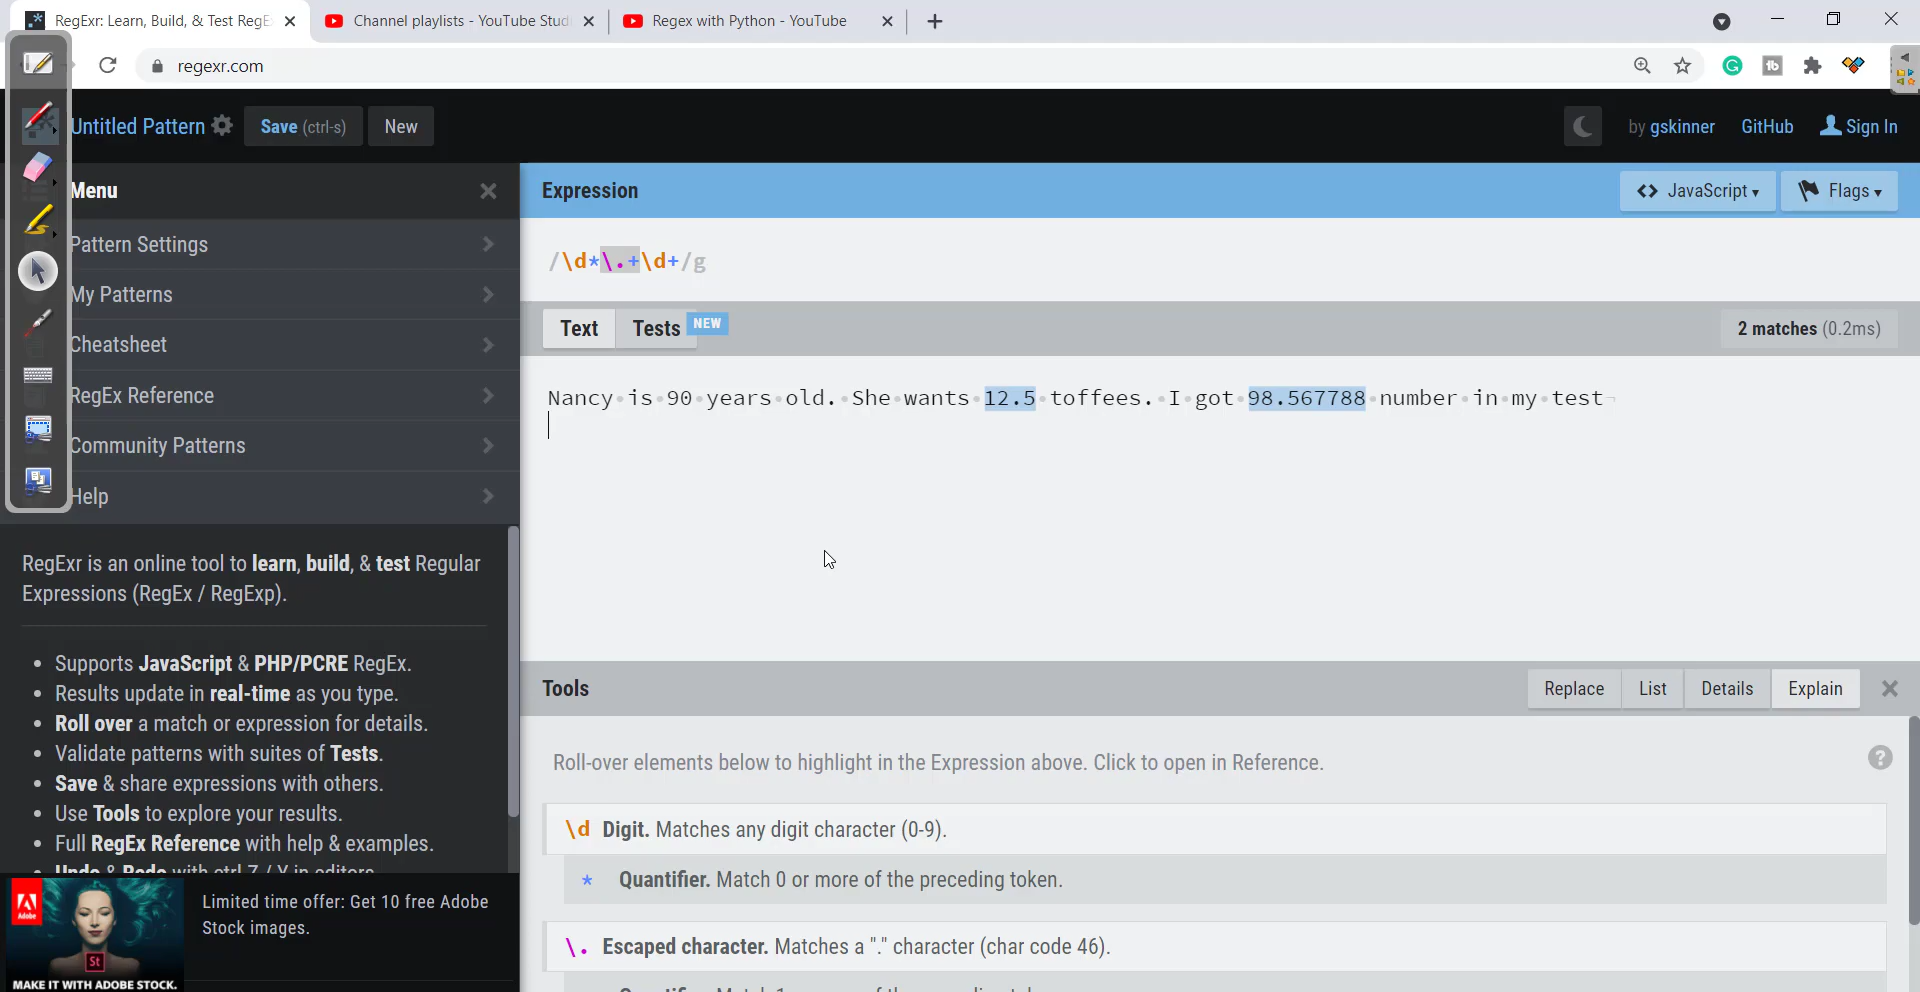 RegExr: Learn, Build, & Test RegE
Channel playlists - YouTube Stud
Regex with Python - YouTube
regexr.com
Untitled Pattern
Save (ctrl-s)
New
by gskinner
GitHub
Sign In
Menu
Expression
JavaScript
Flags
Pattern Settings
/\d*\.+\d+/g
My Patterns
Text
Tests
NEW
2 matches (0.2ms)
Cheatsheet
RegEx Reference
Nancy is 90 years old. She wants 12.5 toffees. I got 98.567788 number in my test
Community Patterns
Help
RegExr is an online tool to learn, build, & test Regular
Expressions (RegEx / RegExp).
• Supports JavaScript & PHP/PCRE RegEx.
• Results update in real-time as you type.
• Roll over a match or expression for details.
• Validate patterns with suites of Tests.
• Save & share expressions with others.
• Use Tools to explore your results.
• Full RegEx Reference with help & examples.
• Undo & Redo with ctrl-Z / Y in editors.
Tools
Replace
List
Details
Explain
Roll-over elements below to highlight in the Expression above. Click to open in Reference.
?
\d Digit. Matches any digit character (0-9).
* Quantifier. Match 0 or more of the preceding token.
\. Escaped character. Matches a "." character (char code 46).
Adobe
Limited time offer: Get 10 free Adobe
Stock images.
St
MAKE IT WITH ADOBE STOCK.